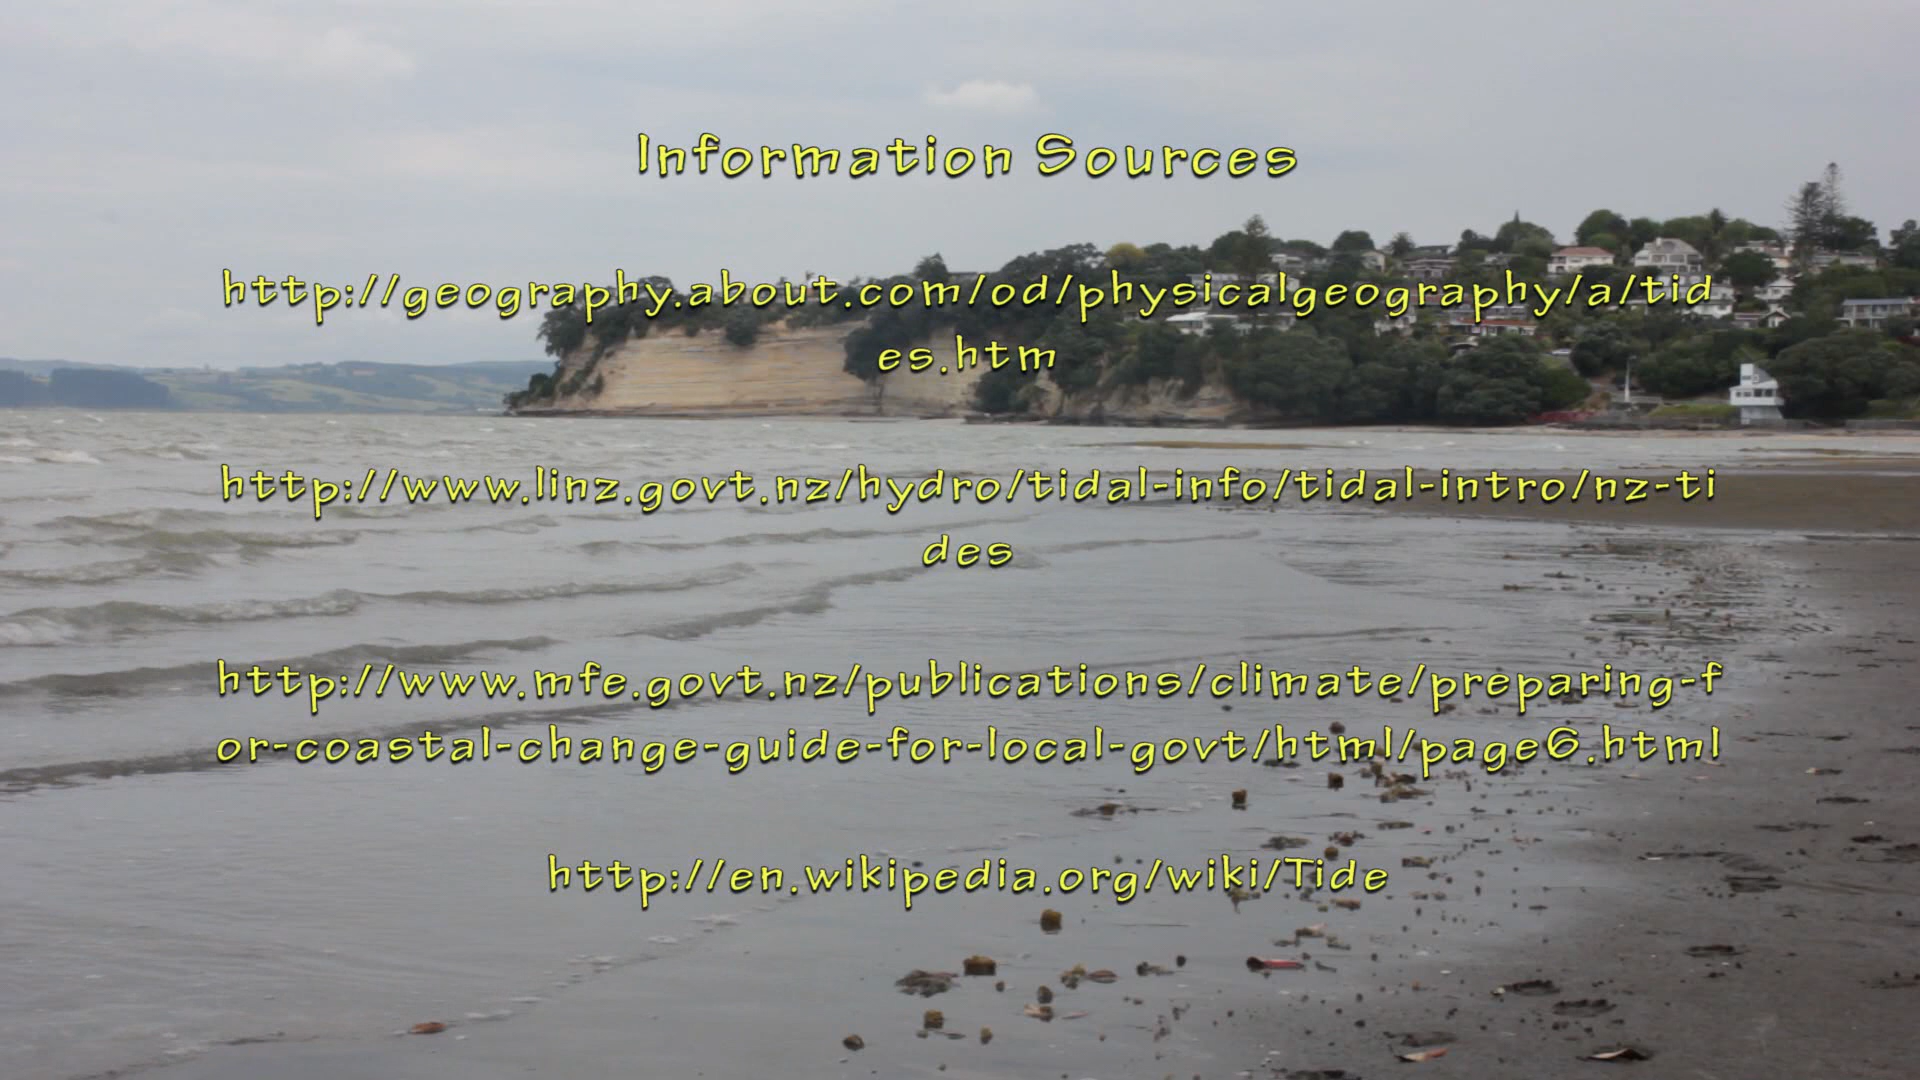 Information Sources
http://geography.about.com/od/physicalgeography/a/tid
es.htm
http://www.linz.govt.nz/hydro/tidal-info/tidal-intro/nz-ti
des
http://www.mfe.govt.nz/publications/climate/preparing-f
or-coastal-change-guide-for-local-govt/html/page6.html
http://en.wikipedia.org/wiki/Tide